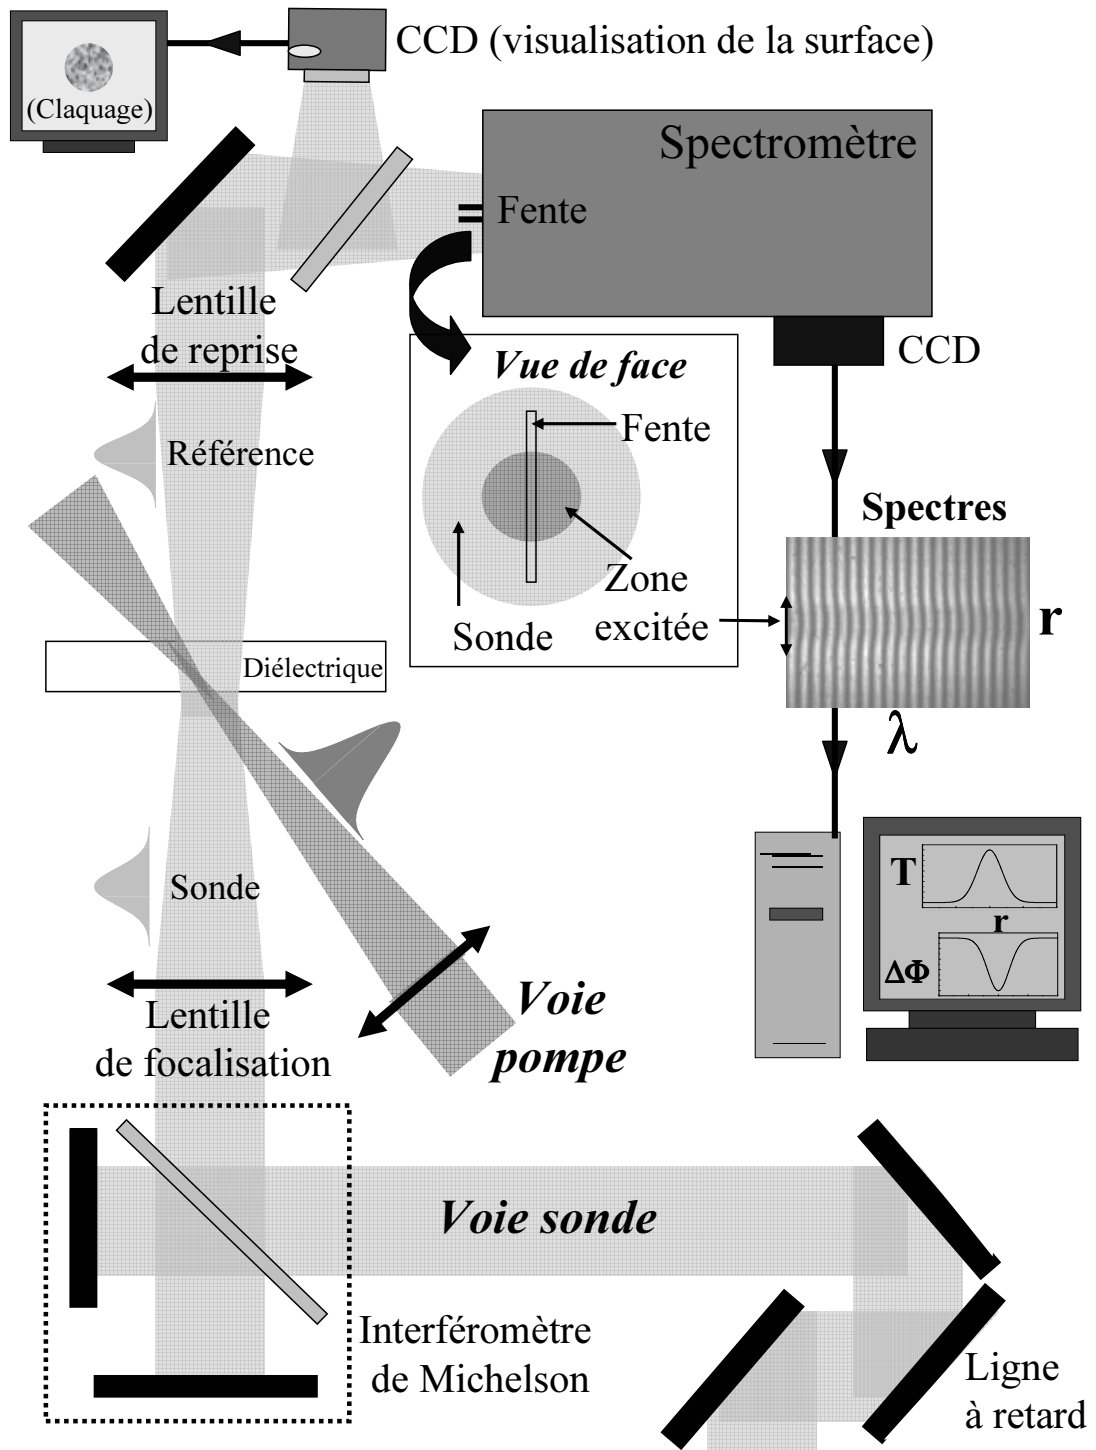 CCD (visualisation de la surface)
(Claquage)
Spectromètre
Fente
Lentille
de reprise
CCD
Vue de face
Fente
Référence
Spectres
Zone
excitée
Sonde
r
Diélectrique
λ
Sonde
T
r
ΔΦ
Voie
pompe
Lentille
de focalisation
Voie sonde
Interféromètre
de Michelson
Ligne
à retard